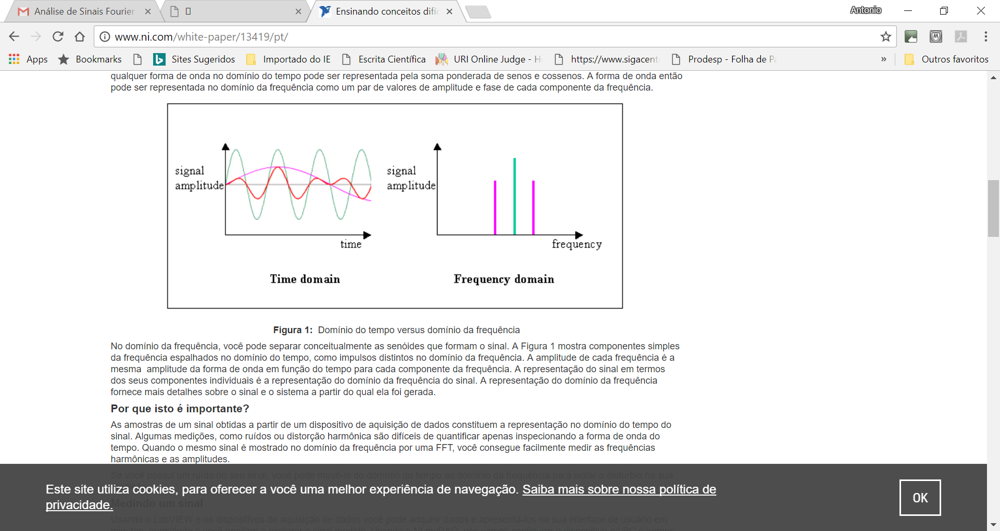 Análise de Sinais Fourier
Ensinando conceitos difíc
Antonio
www.ni.com/white-paper/13419/pt/
Apps
Bookmarks
Sites Sugeridos
Importado do IE
Escrita Científica
URI Online Judge - H
https://www.sigacent
Prodesp - Folha de Pa
»
Outros favoritos
qualquer forma de onda no domínio do tempo pode ser representada pela soma ponderada de senos e cossenos. A forma de onda então
pode ser representada no domínio da frequência como um par de valores de amplitude e fase de cada componente da frequência.
signal
amplitude
time
Time domain
signal
amplitude
frequency
Frequency domain
Figura 1: Domínio do tempo versus domínio da frequência
No domínio da frequência, você pode separar conceitualmente as senóides que formam o sinal. A Figura 1 mostra componentes simples
da frequência espalhados no domínio do tempo, como impulsos distintos no domínio da frequência. A amplitude de cada frequência é a
mesma  amplitude da forma de onda em função do tempo para cada componente da frequência. A representação do sinal em termos
dos seus componentes individuais é a representação do domínio da frequência do sinal. A representação do domínio da frequência
fornece mais detalhes sobre o sinal e o sistema a partir do qual ela foi gerada.
Por que isto é importante?
As amostras de um sinal obtidas a partir de um dispositivo de aquisição de dados constituem a representação no domínio do tempo do
sinal. Algumas medições, como ruídos ou distorção harmônica são difíceis de quantificar apenas inspecionando a forma de onda do
tempo. Quando o mesmo sinal é mostrado no domínio da frequência por uma FFT, você consegue facilmente medir as frequências
harmônicas e as amplitudes.
Se você possui um ruído no seu sinal, você pode movê-lo do domínio do tempo ao domínio da frequência para isolar o distúrbio na sua
Este site utiliza cookies, para oferecer a você uma melhor experiência de navegação. Saiba mais sobre nossa política de
privacidade.
OK
Medindo um sinal
Usando o LabVIEW e os dispositivos de aquisição de dados você pode adquirir dados e apresentá-los na sua interface de usuário em